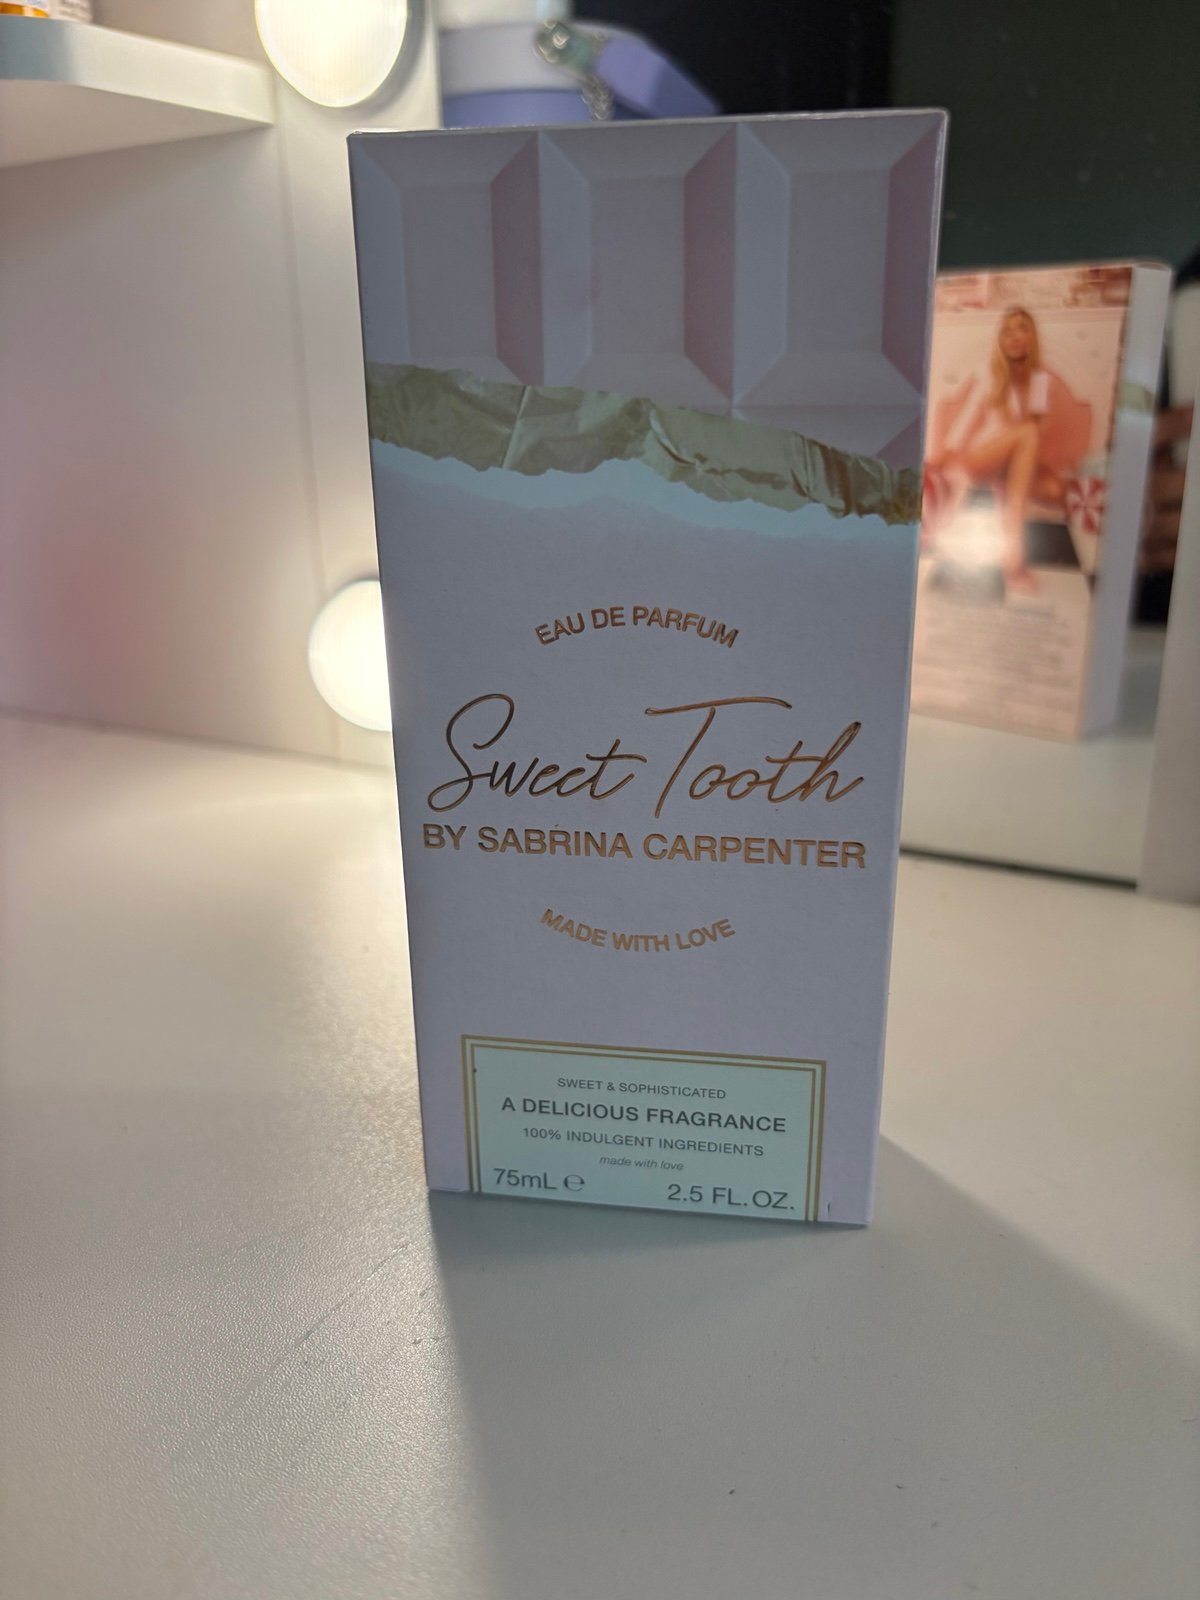 EAU DE PARFUM
Sweet Tooth
BY SABRINA CARPENTER
MADE WITH LOVE
SWEET & SOPHISTICATED
A DELICIOUS FRAGRANCE
100% INDULGENT INGREDIENTS
made with love
75mL ℮ 2.5 FL. OZ.